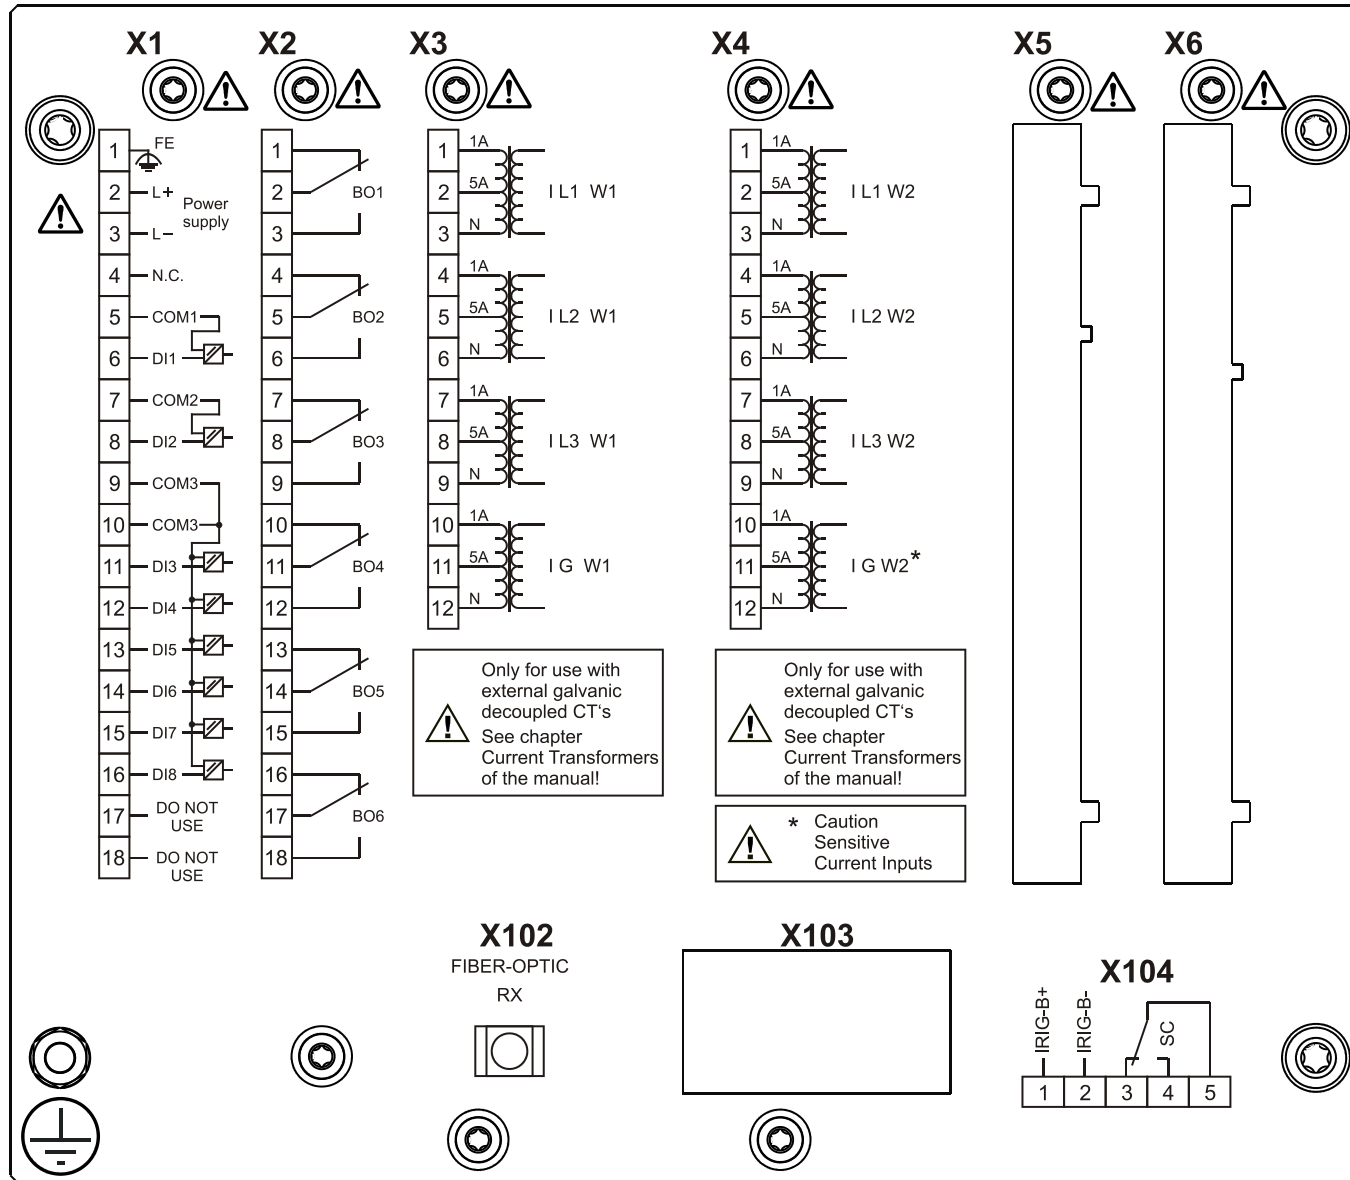 X1
X2
X3
X4
X5
X6
1 FE
2 L+
Power
supply
3 L–
4 N.C.
5 COM1
6 DI1
7 COM2
8 DI2
9 COM3
10 COM3
11 DI3
12 DI4
13 DI5
14 DI6
15 DI7
16 DI8
17 DO NOT
USE
18 DO NOT
USE
1
2 BO1
3
4
5 BO2
6
7
8 BO3
9
10
11 BO4
12
13
14 BO5
15
16
17 BO6
18
1 1A
2 5A I L1 W1
3 N
4 1A
5 5A I L2 W1
6 N
7 1A
8 5A I L3 W1
9 N
10 1A
11 5A I G W1
12 N
Only for use with
external galvanic
decoupled CT's
See chapter
Current Transformers
of the manual!
1 1A
2 5A I L1 W2
3 N
4 1A
5 5A I L2 W2
6 N
7 1A
8 5A I L3 W2
9 N
10 1A
11 5A I G W2*
12 N
Only for use with
external galvanic
decoupled CT's
See chapter
Current Transformers
of the manual!
* Caution
Sensitive
Current Inputs
X102
FIBER-OPTIC
RX
X103
X104
IRIG-B+
IRIG-B-
SC
1 2 3 4 5